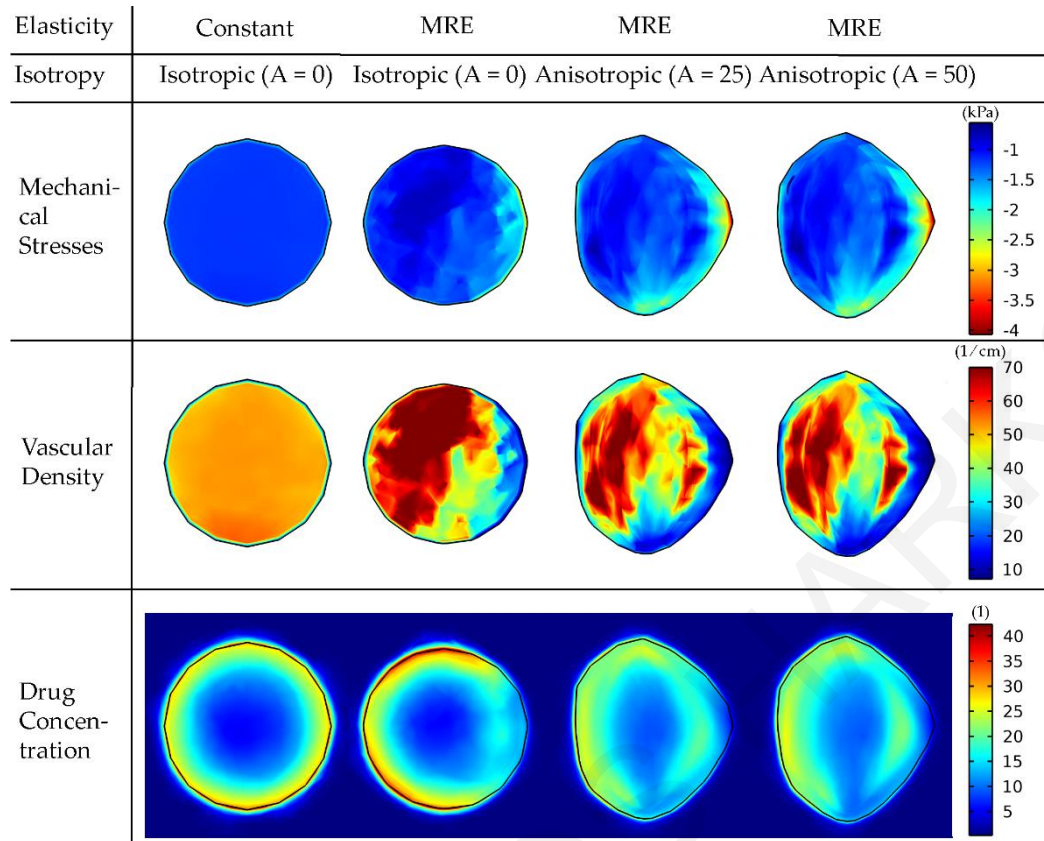 Elasticity Constant MRE MRE MRE
Isotropy Isotropic (A = 0) Isotropic (A = 0) Anisotropic (A = 25) Anisotropic (A = 50)
(kPa)
Mechani-
cal
Stresses
-1
-1.5
-2
-2.5
-3
-3.5
-4
(1/cm)
Vascular
Density
70
60
50
40
30
20
10
(1)
Drug
Concen-
tration
40
35
30
25
20
15
10
5